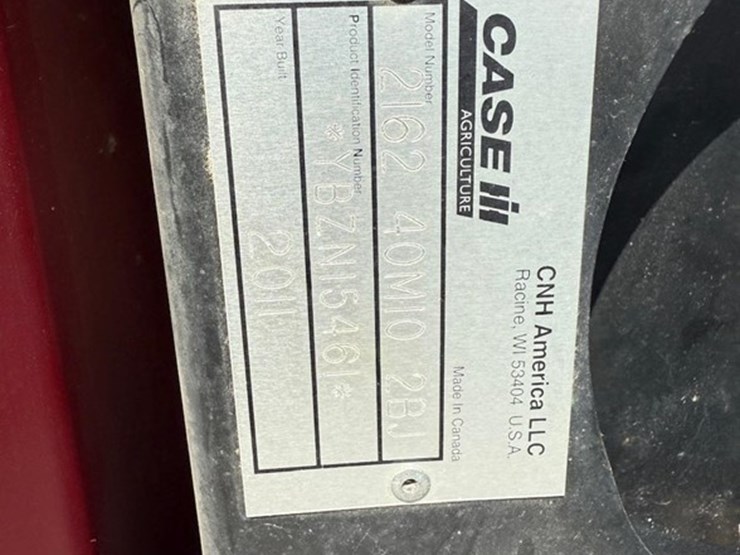 CASE IH
AGRICULTURE
CNH America LLC
Racine, WI 53404 U.S.A.
Made In Canada
Model Number
2162 40M10 2BJ
Product Identification Number
*YBZN15461*
Year Built
2011